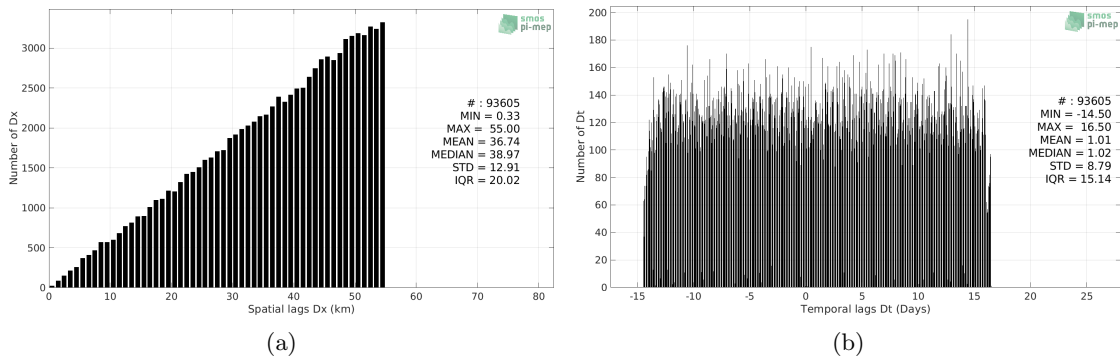 smos
pi-mep
3000
2500
2000
1500
1000
500
0
Number of Dx
# : 93605
MIN = 0.33
MAX = 55.00
MEAN = 36.74
MEDIAN = 38.97
STD = 12.91
IQR = 20.02
0 10 20 30 40 50 60 70 80
Spatial lags Dx (km)
(a)
smos
pi-mep
200
180
160
140
120
100
80
60
40
20
0
Number of Dt
# : 93605
MIN = -14.50
MAX = 16.50
MEAN = 1.01
MEDIAN = 1.02
STD = 8.79
IQR = 15.14
-15 -10 -5 0 5 10 15 20 25
Temporal lags Dt (Days)
(b)